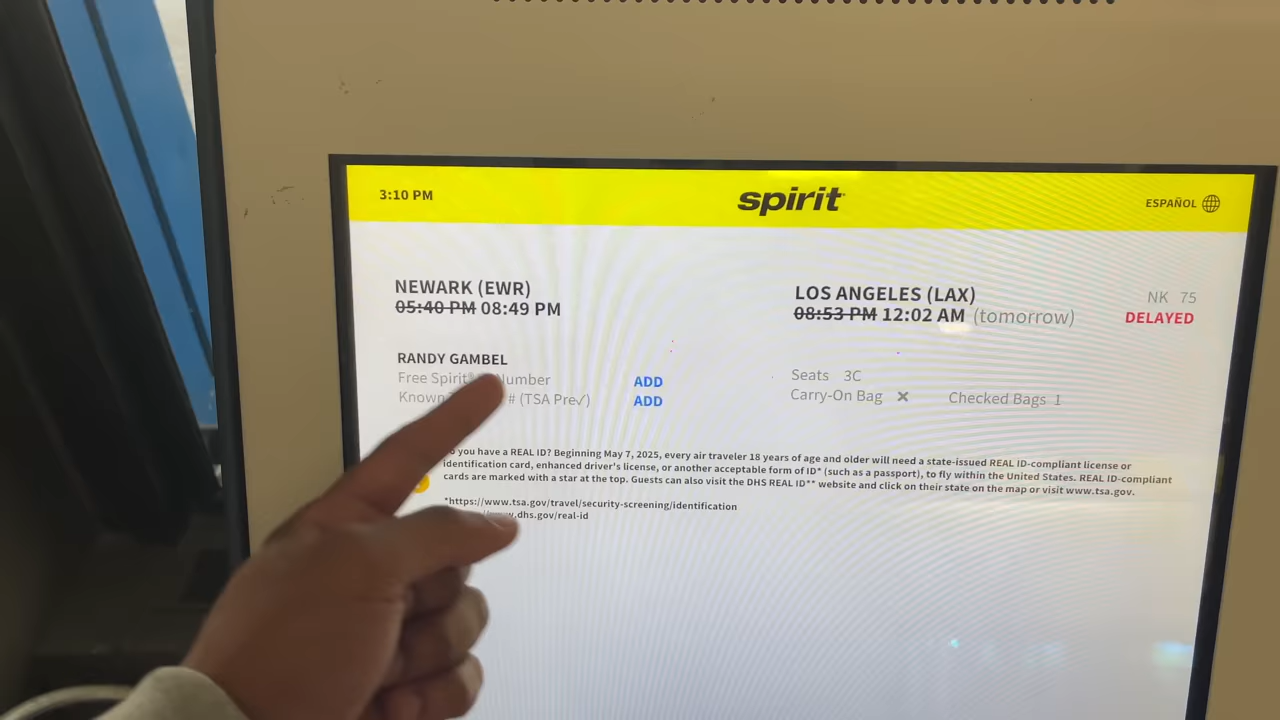 3:10 PM
spirit
ESPAÑOL
NEWARK (EWR)
05:40 PM 08:49 PM
LOS ANGELES (LAX)
08:53 PM 12:02 AM (tomorrow)
NK 75
DELAYED
RANDY GAMBEL
Free Spirit Number ADD
Known # (TSA Pre✓) ADD
Seats 3C
Carry-On Bag ✕ Checked Bags 1
you have a REAL ID? Beginning May 7, 2025, every air traveler 18 years of age and older will need a state-issued REAL ID-compliant license or
identification card, enhanced driver's license, or another acceptable form of ID* (such as a passport), to fly within the United States. REAL ID-compliant
cards are marked with a star at the top. Guests can also visit the DHS REAL ID** website and click on their state on the map or visit www.tsa.gov.
*https://www.tsa.gov/travel/security-screening/identification
.dhs.gov/real-id